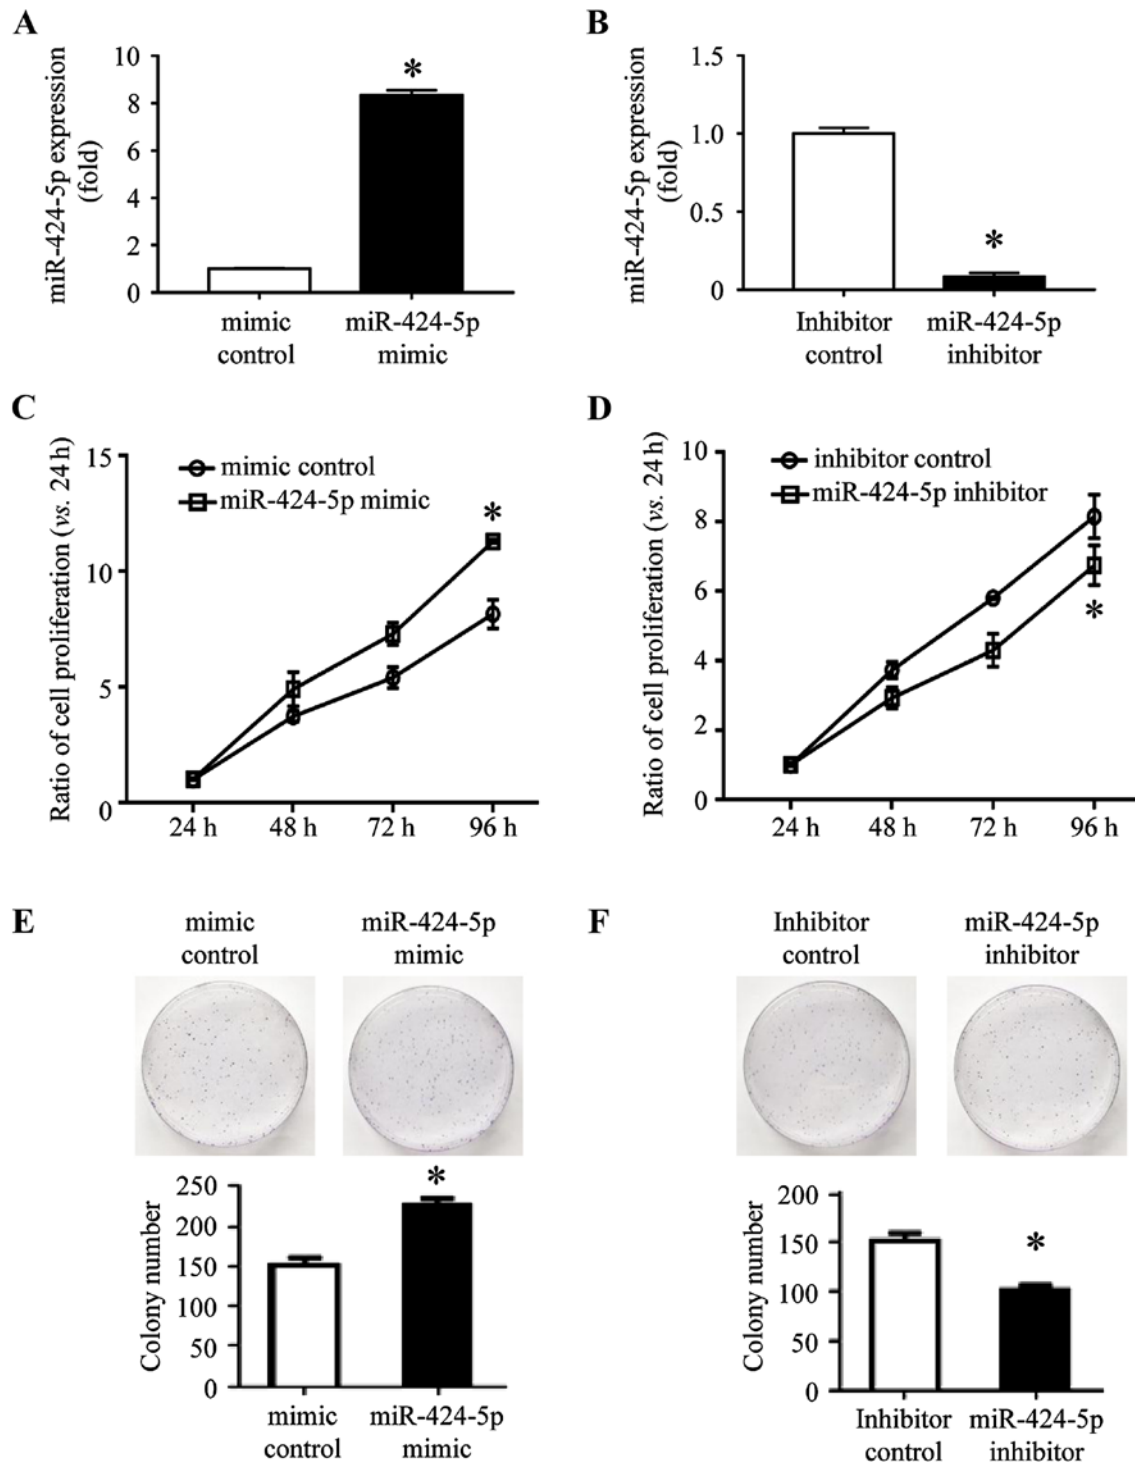 A
miR-424-5p expression
(fold)
10
8
6
4
2
0
*
mimic
control
miR-424-5p
mimic
B
miR-424-5p expression
(fold)
1.5
1.0
0.5
0
*
Inhibitor
control
miR-424-5p
inhibitor
C
Ratio of cell proliferation (vs. 24 h)
15
10
5
0
mimic control
miR-424-5p mimic
*
24 h 48 h 72 h 96 h
D
Ratio of cell proliferation (vs. 24 h)
10
8
6
4
2
0
inhibitor control
miR-424-5p inhibitor
*
24 h 48 h 72 h 96 h
E
mimic
control
miR-424-5p
mimic
Colony number
250
200
150
100
50
0
*
mimic
control
miR-424-5p
mimic
F
Inhibitor
control
miR-424-5p
inhibitor
Colony number
200
150
100
50
0
*
Inhibitor
control
miR-424-5p
inhibitor